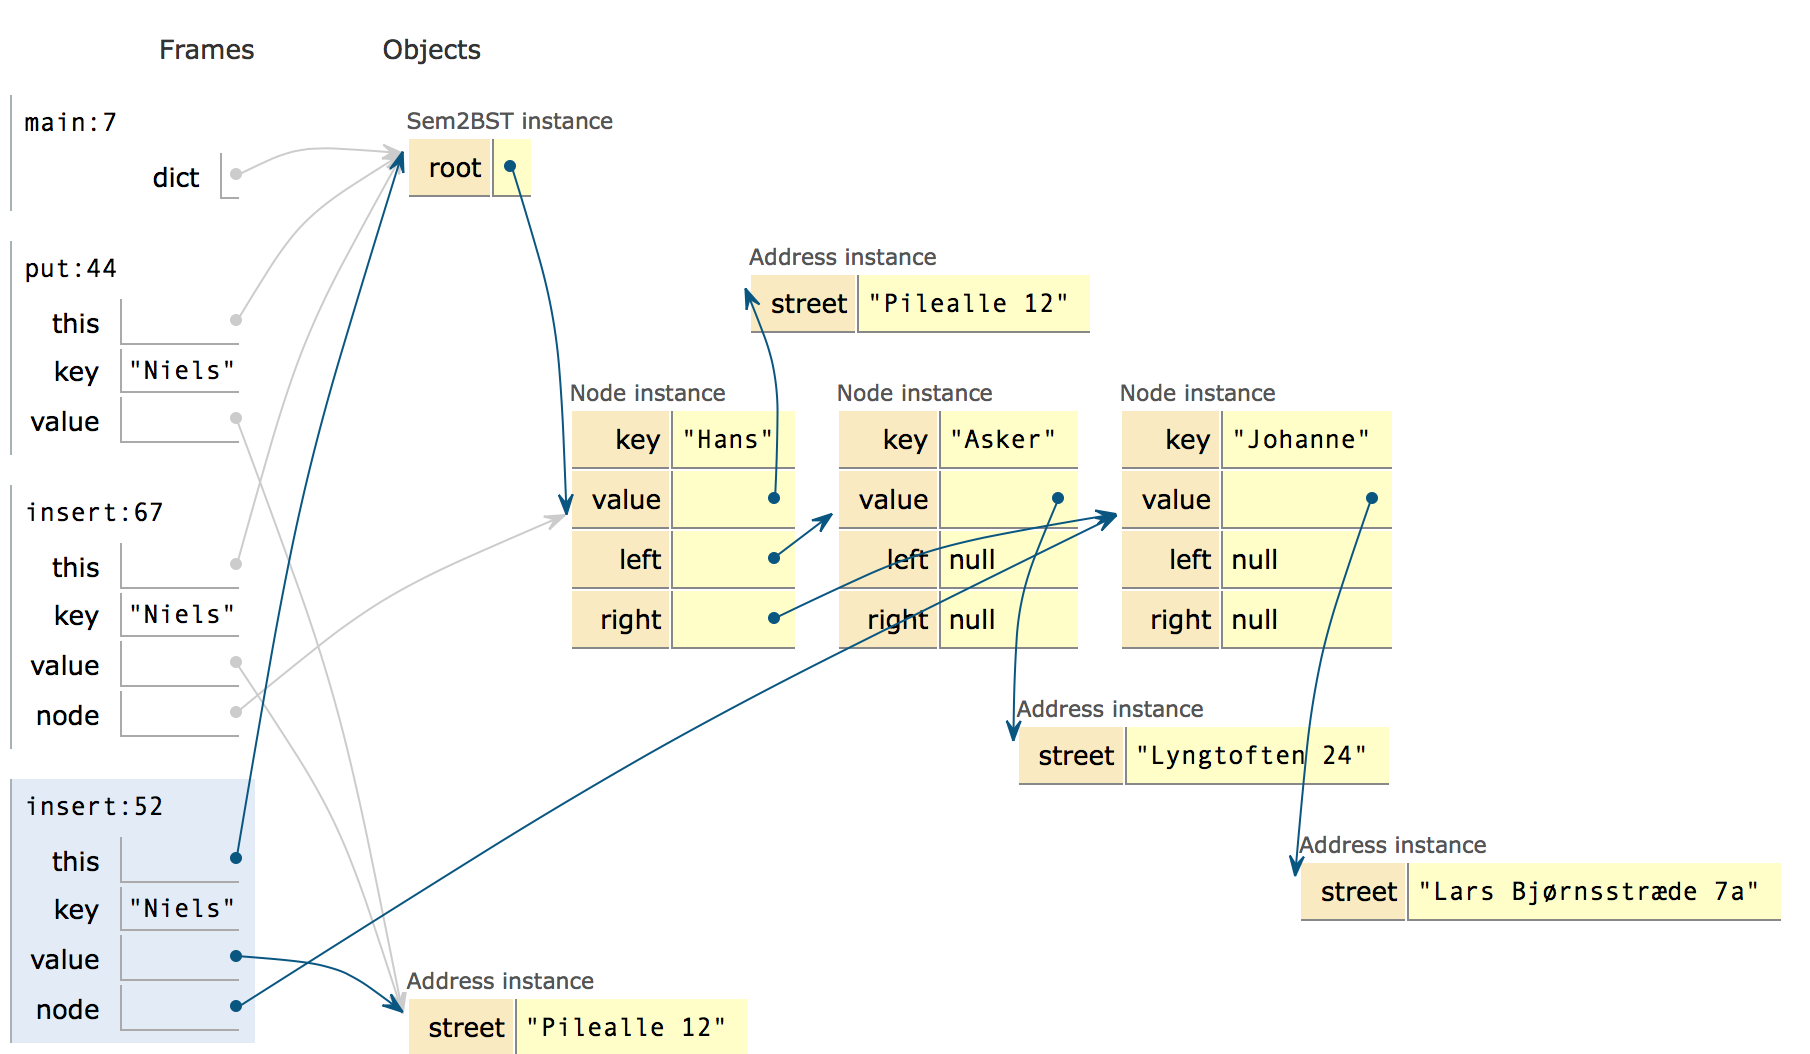 Frames
Objects
main:7
dict
put:44
this
key "Niels"
value
insert:67
this
key "Niels"
value
node
insert:52
this
key "Niels"
value
node
Sem2BST instance
root
Address instance
street "Pilealle 12"
Node instance
key "Hans"
value
left
right
Node instance
key "Asker"
value
left null
right null
Node instance
key "Johanne"
value
left null
right null
Address instance
street "Lyngtoften 24"
Address instance
street "Lars Bjørnsstræde 7a"
Address instance
street "Pilealle 12"